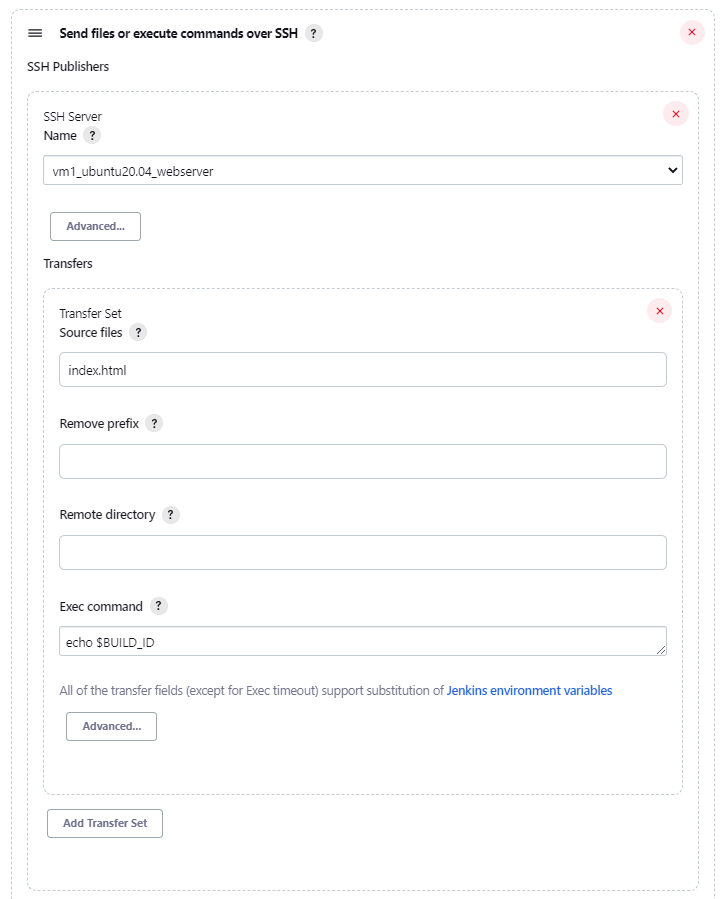 Send files or execute commands over SSH ?
SSH Publishers
SSH Server
Name ?
vm1_ubuntu20.04_webserver
Advanced...
Transfers
Transfer Set
Source files ?
index.html
Remove prefix ?
Remote directory ?
Exec command ?
echo $BUILD_ID
All of the transfer fields (except for Exec timeout) support substitution of Jenkins environment variables
Advanced...
Add Transfer Set